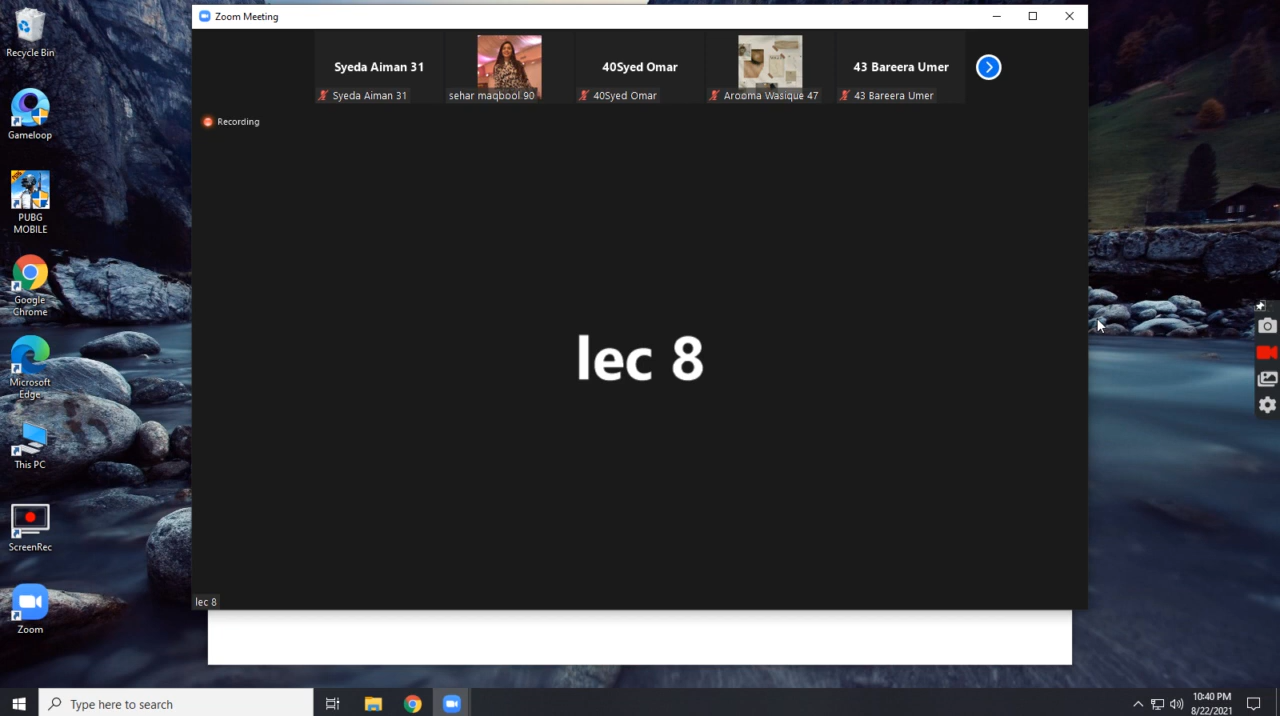 Zoom Meeting
Syeda Aiman 31
40Syed Omar
43 Bareera Umer
Syeda Aiman 31
sehar maqbool 90
40Syed Omar
Arooma Wasique 47
43 Bareera Umer
Recording
lec 8
lec 8
Recycle Bin
Gameloop
PUBG
MOBILE
Google
Chrome
Microsoft
Edge
This PC
ScreenRec
Zoom
Type here to search
10:40 PM
8/22/2021